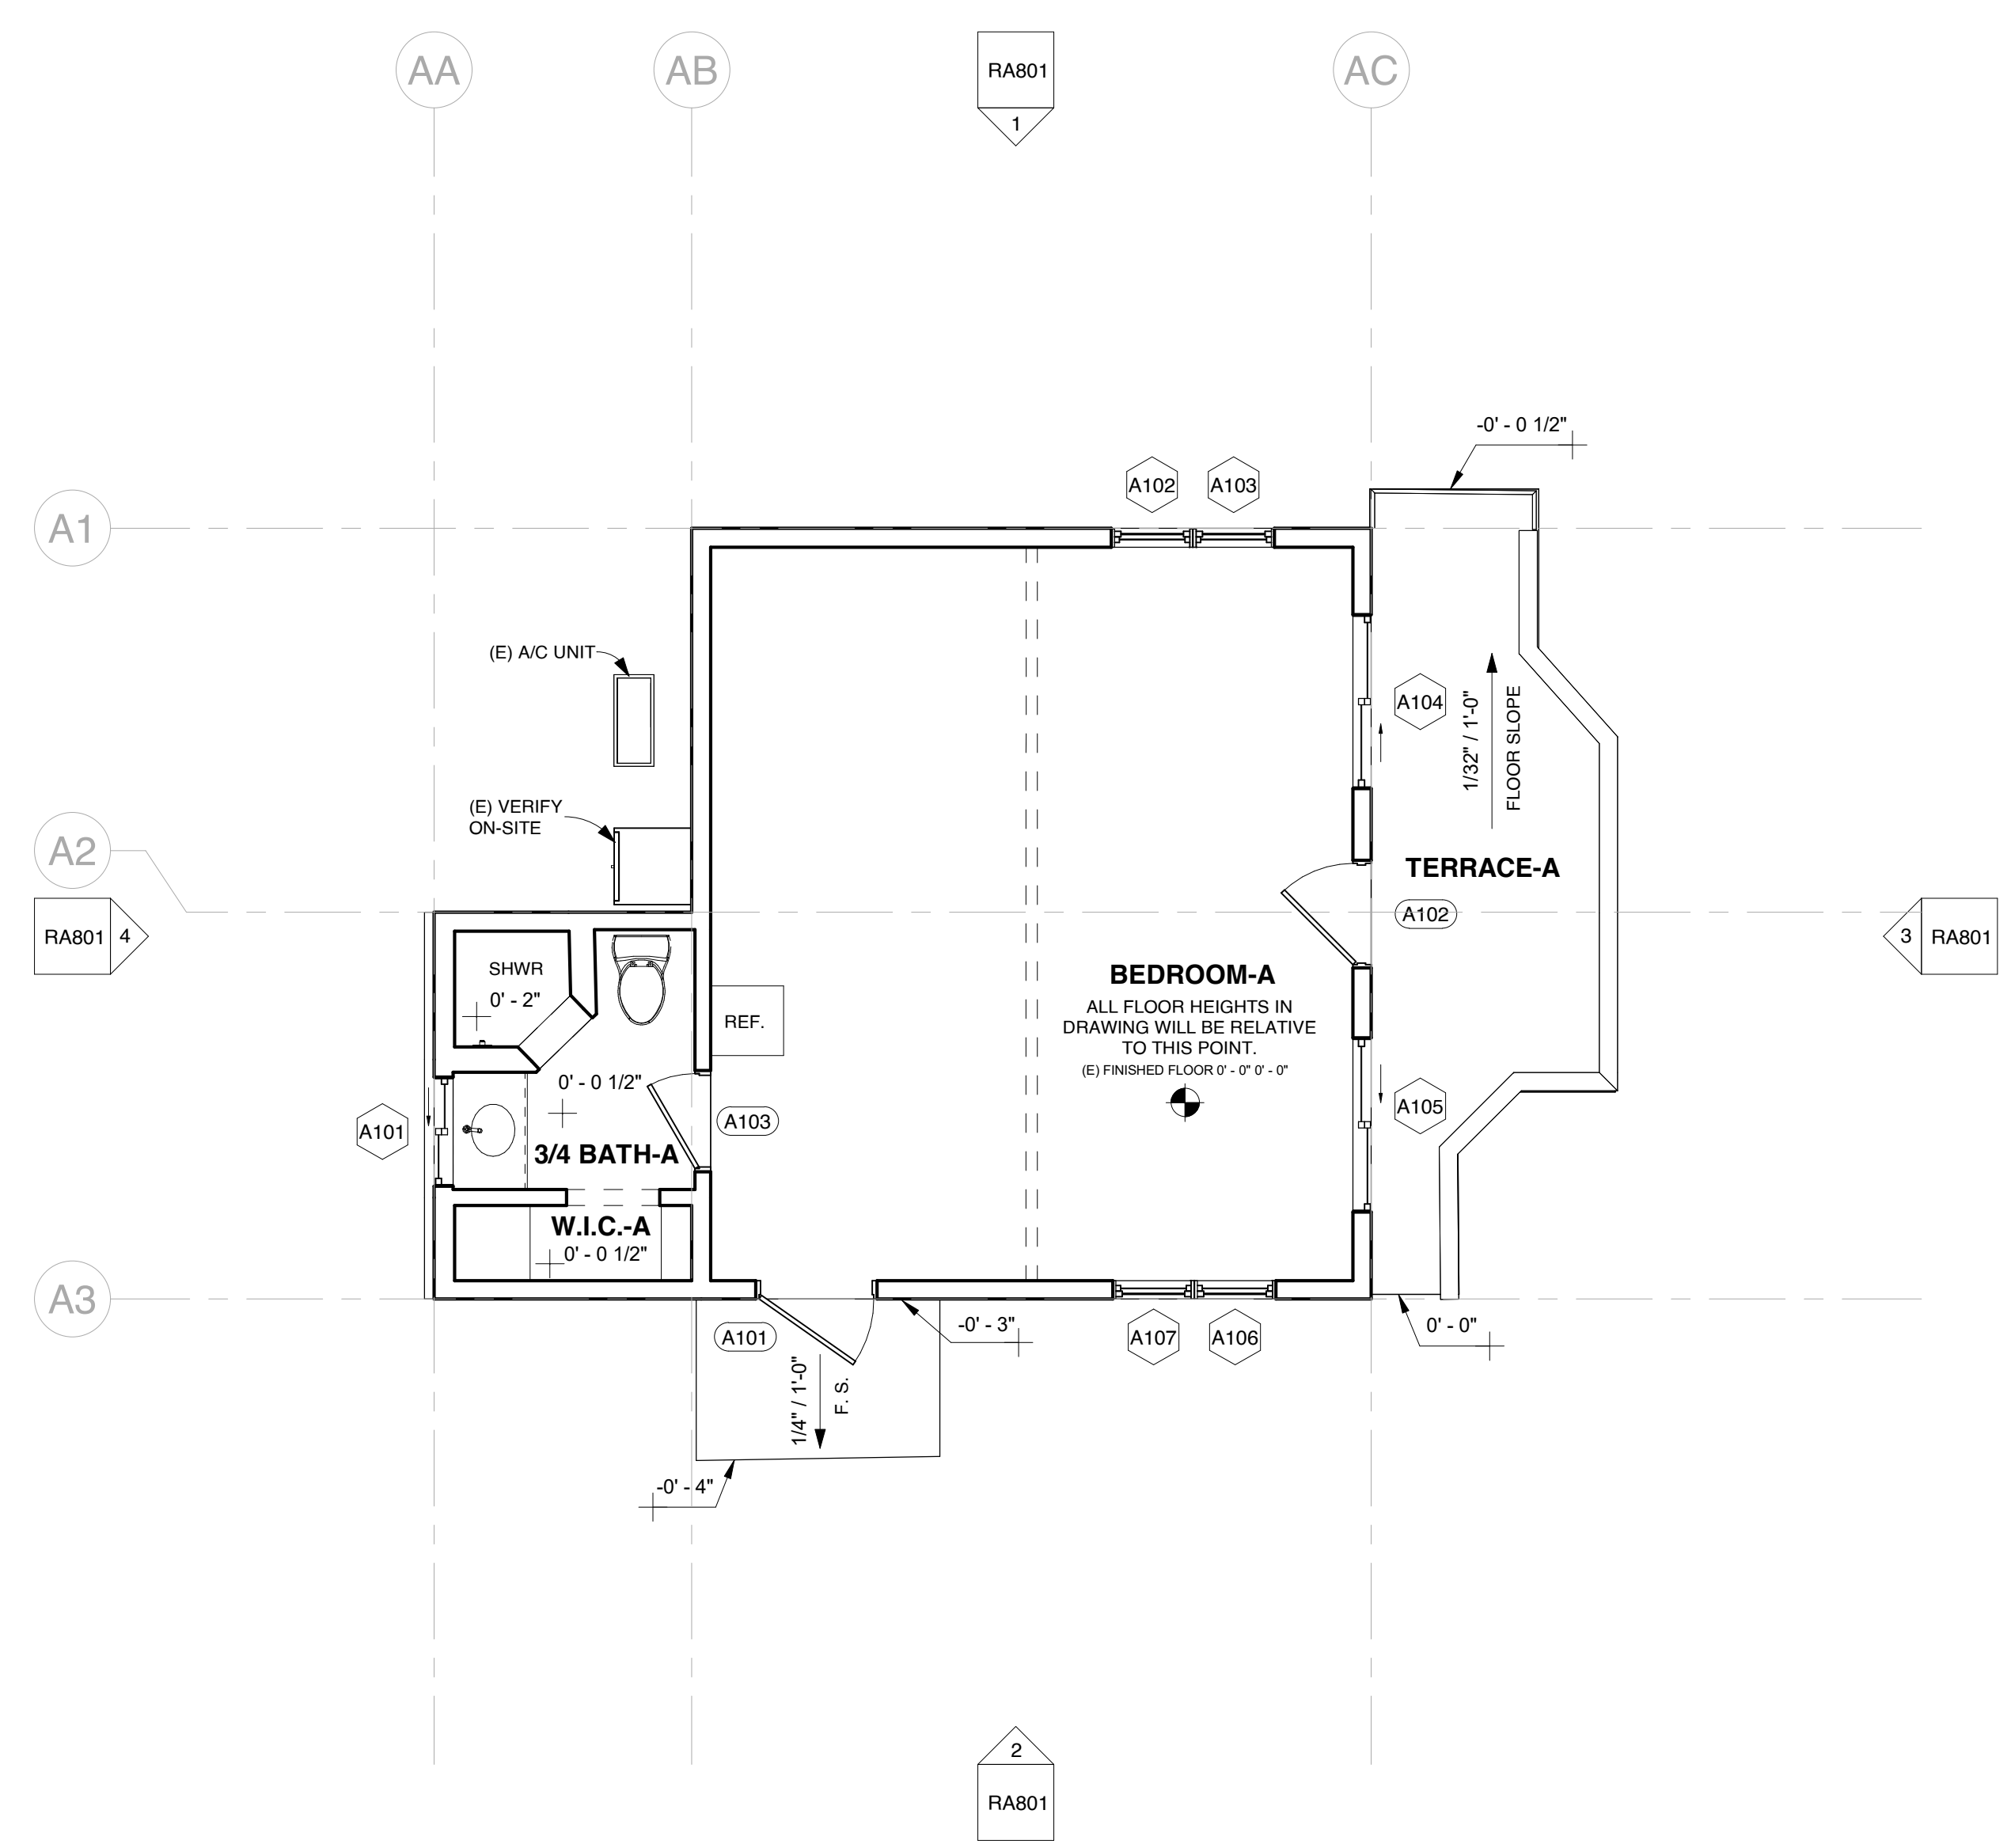 AA
AB
RA801
1
AC
-0' - 0 1/2"
A102
A103
A1
(E) A/C UNIT
A104
1/32" / 1'-0"
FLOOR SLOPE
(E) VERIFY
ON-SITE
A2
TERRACE-A
A102
RA801 4
3 RA801
SHWR
0' - 2"
BEDROOM-A
ALL FLOOR HEIGHTS IN
DRAWING WILL BE RELATIVE
TO THIS POINT.
(E) FINISHED FLOOR 0' - 0" 0' - 0"
REF.
0' - 0 1/2"
A103
A105
A101
3/4 BATH-A
W.I.C.-A
0' - 0 1/2"
A3
A101
-0' - 3"
A107
A106
0' - 0"
1/4" / 1'-0"
F. S.
-0' - 4"
2
RA801